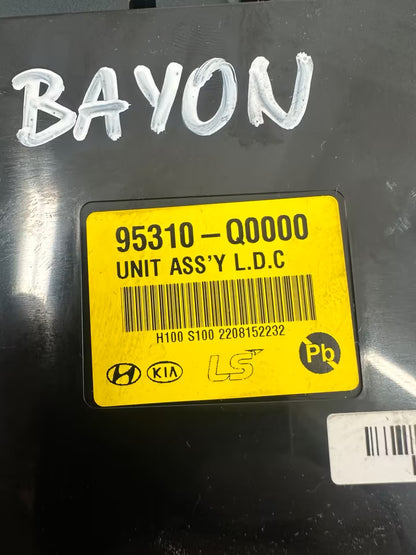 BAYON
95310-Q0000
UNIT ASS'Y L.D.C
H100 S100 2208152232
KIA LS Pb